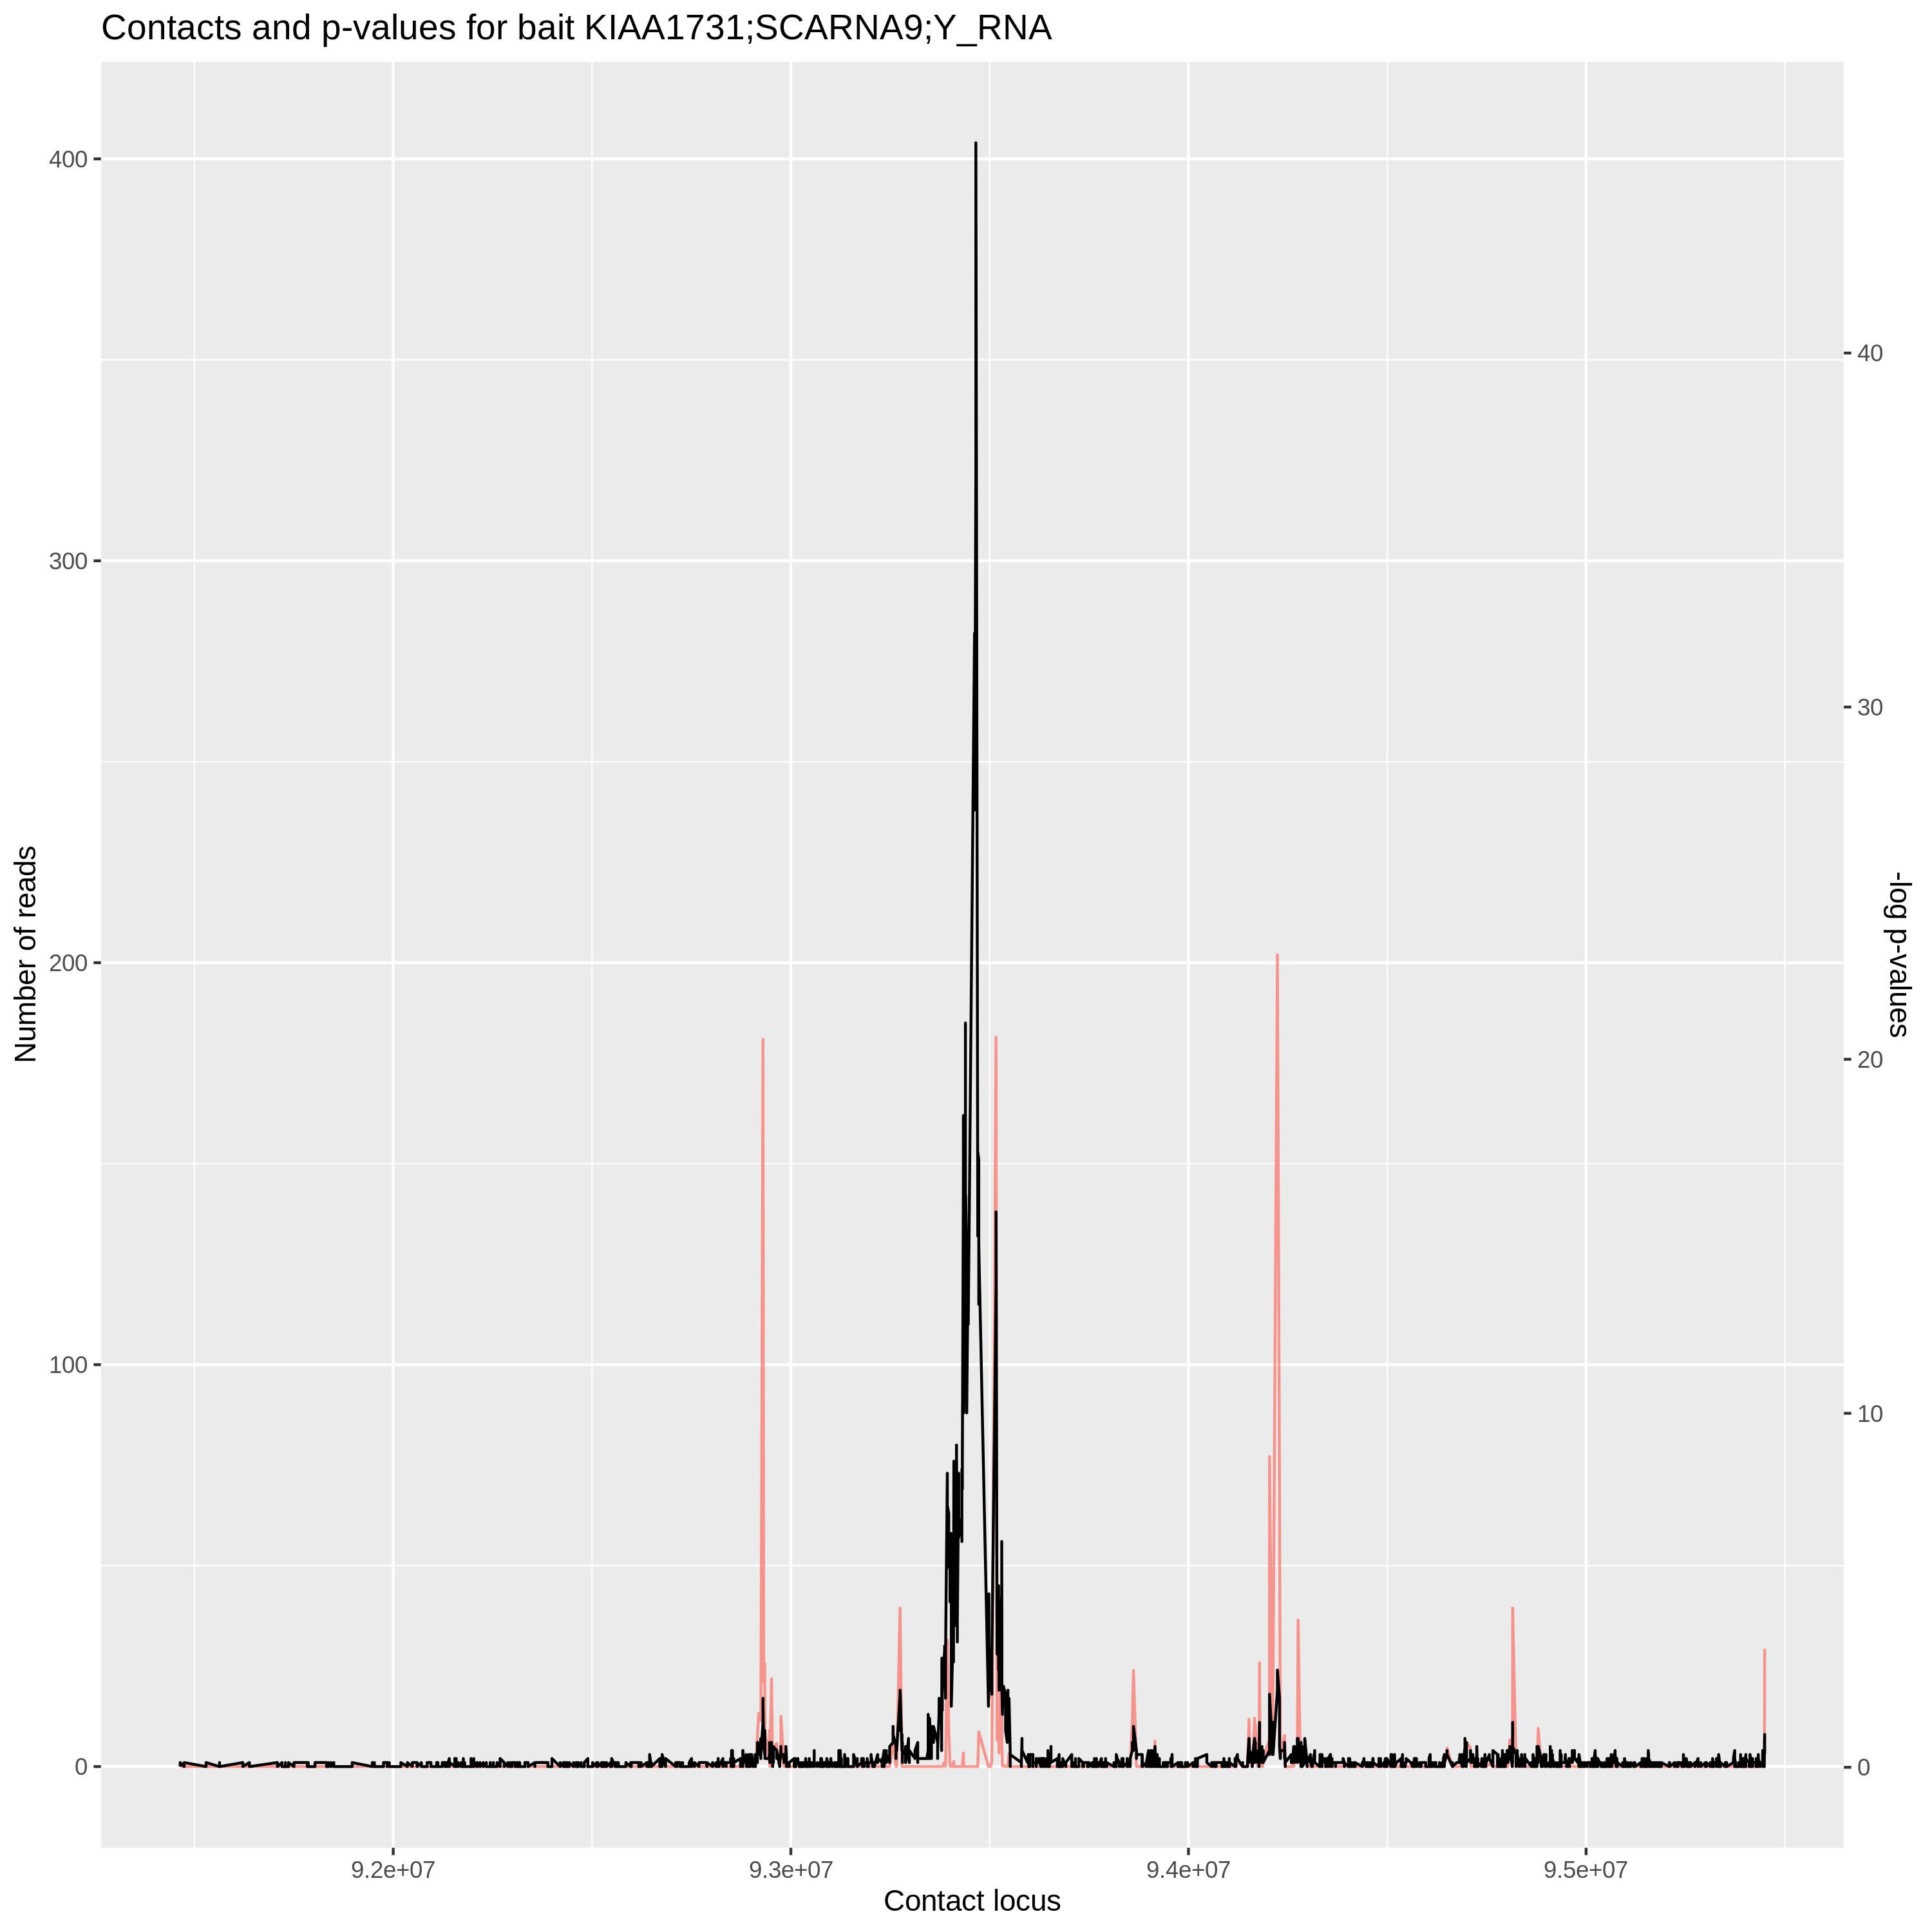 Contacts and p-values for bait KIAA1731;SCARNA9;Y_RNA
400
300
200
100
0
Number of reads
40
30
20
10
0
-log p-values
9.2e+07 9.3e+07 9.4e+07 9.5e+07
Contact locus